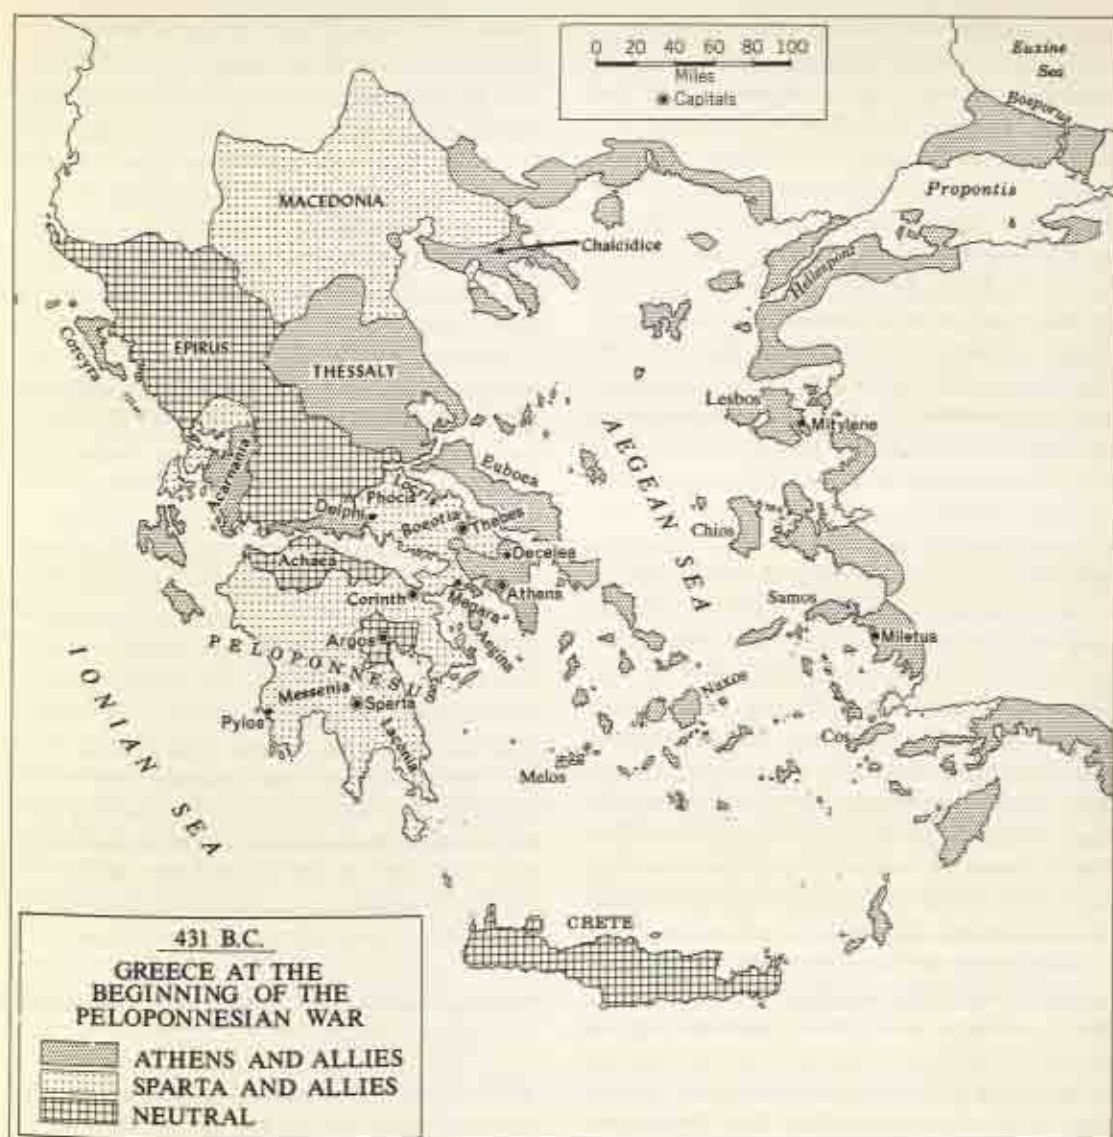 0 20 40 60 80 100
Miles
Capitals
Euxine
Sea
Bosporus
Propontis
MACEDONIA
Chalcidice
Hellespont
Corcyra
EPIRUS
THESSALY
Lesbos
Mitylene
AEGEAN SEA
Acarnania
Locris
Phocis
Delphi
Boeotia
Thebes
Euboea
Decelea
Chios
Achaea
Athens
Corinth
Megara
Aegina
Samos
Miletus
Argos
PELOPONNESUS
Messenia
Sparta
Pylos
Laconia
Naxos
Cos
Melos
IONIAN SEA
CRETE
431 B.C.
GREECE AT THE
BEGINNING OF THE
PELOPONNESIAN WAR
ATHENS AND ALLIES
SPARTA AND ALLIES
NEUTRAL